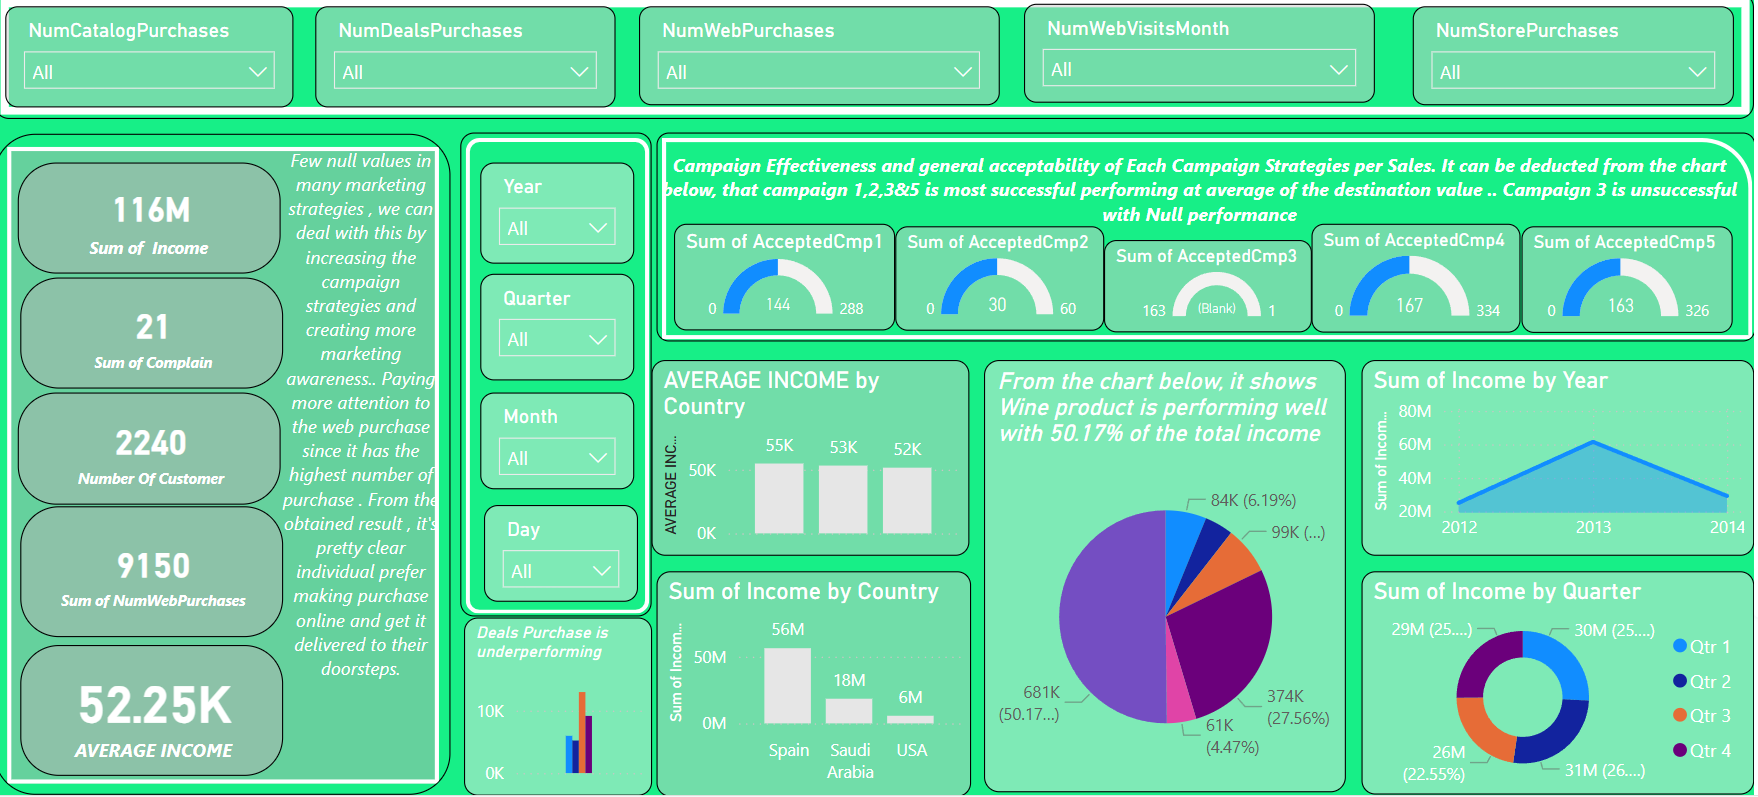 NumCatalogPurchases
All
NumDealsPurchases
All
NumWebPurchases
All
NumWebVisitsMonth
All
NumStorePurchases
All
116M
Sum of Income
21
Sum of Complain
2240
Number Of Customer
9150
Sum of NumWebPurchases
52.25K
AVERAGE INCOME
Few null values in
many marketing
strategies , we can
deal with this by
increasing the
campaign
strategies and
creating more
marketing
awareness.. Paying
more attention to
the web purchase
since it has the
highest number of
purchase . From the
obtained result , it's
pretty clear
individual prefer
making purchase
online and get it
delivered to their
doorsteps.
Year
All
Quarter
All
Month
All
Day
All
Deals Purchase is
underperforming
10K
0K
Campaign Effectiveness and general acceptability of Each Campaign Strategies per Sales. It can be deducted from the chart
below, that campaign 1,2,3&5 is most successful performing at average of the destination value .. Campaign 3 is unsuccessful
with Null performance
Sum of AcceptedCmp1
0
144
288
Sum of AcceptedCmp2
0
30
60
Sum of AcceptedCmp3
163
(Blank)
1
Sum of AcceptedCmp4
0
167
334
Sum of AcceptedCmp5
0
163
326
AVERAGE INCOME by
Country
AVERAGE INC...
50K
0K
55K
53K
52K
Sum of Income by Country
Sum of Incom...
50M
0M
56M
18M
6M
Spain
Saudi
Arabia
USA
From the chart below, it shows
Wine product is performing well
with 50.17% of the total income
84K (6.19%)
99K (...)
374K
(27.56%)
61K
(4.47%)
681K
(50.17...)
Sum of Income by Year
Sum of Incom...
80M
60M
40M
20M
2012
2013
2014
Sum of Income by Quarter
29M (25....)
30M (25....)
26M
(22.55%)
31M (26....)
Qtr 1
Qtr 2
Qtr 3
Qtr 4